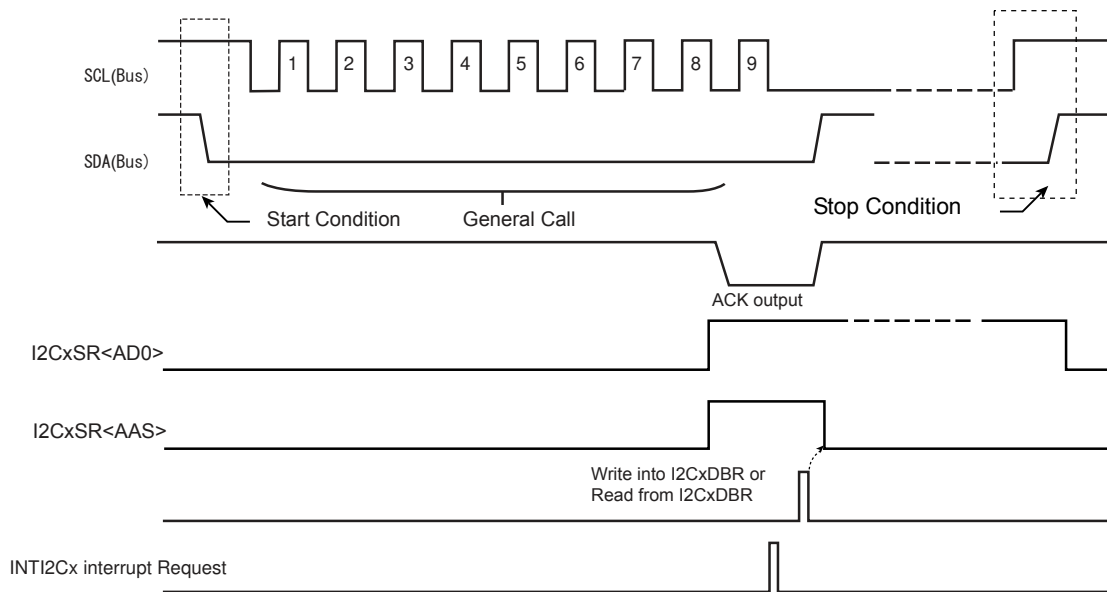 SCL(Bus)
1 2 3 4 5 6 7 8 9
SDA(Bus)
Start Condition
General Call
Stop Condition
ACK output
I2CxSR<AD0>
I2CxSR<AAS>
Write into I2CxDBR or
Read from I2CxDBR
INTI2Cx interrupt Request